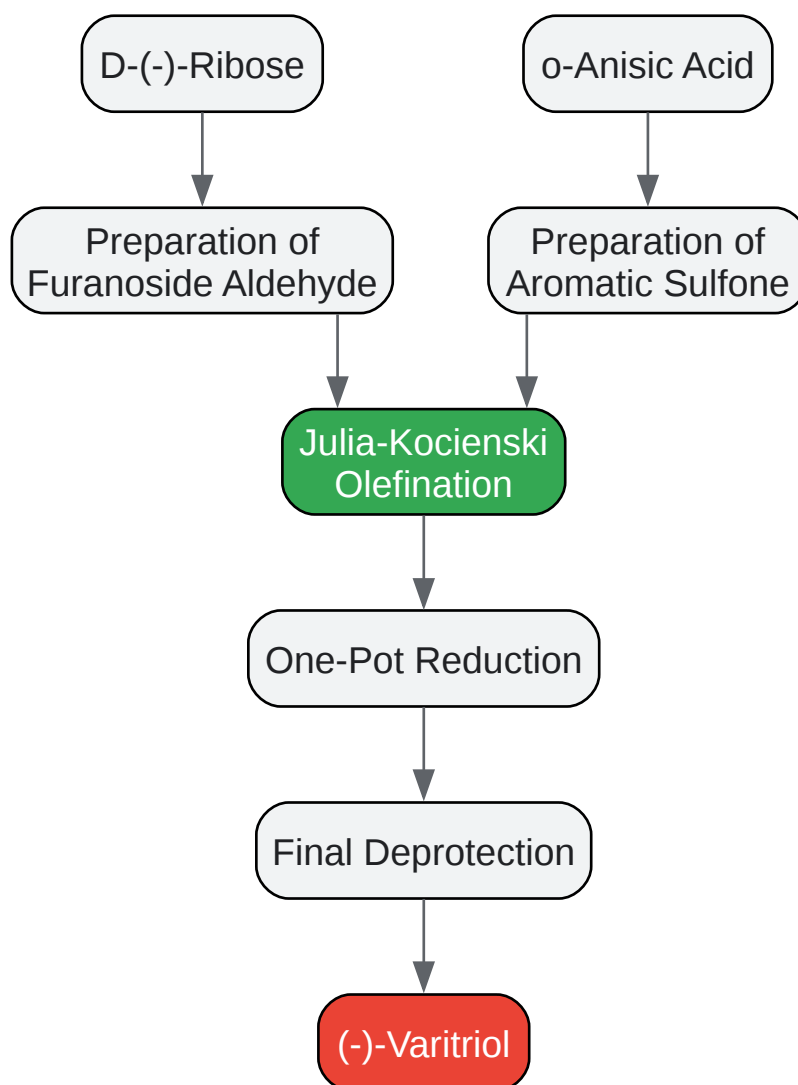 D-(-)-Ribose
o-Anisic Acid
Preparation of
Furanoside Aldehyde
Preparation of
Aromatic Sulfone
Julia-Kocienski
Olefination
One-Pot Reduction
Final Deprotection
(-)-Varitriol